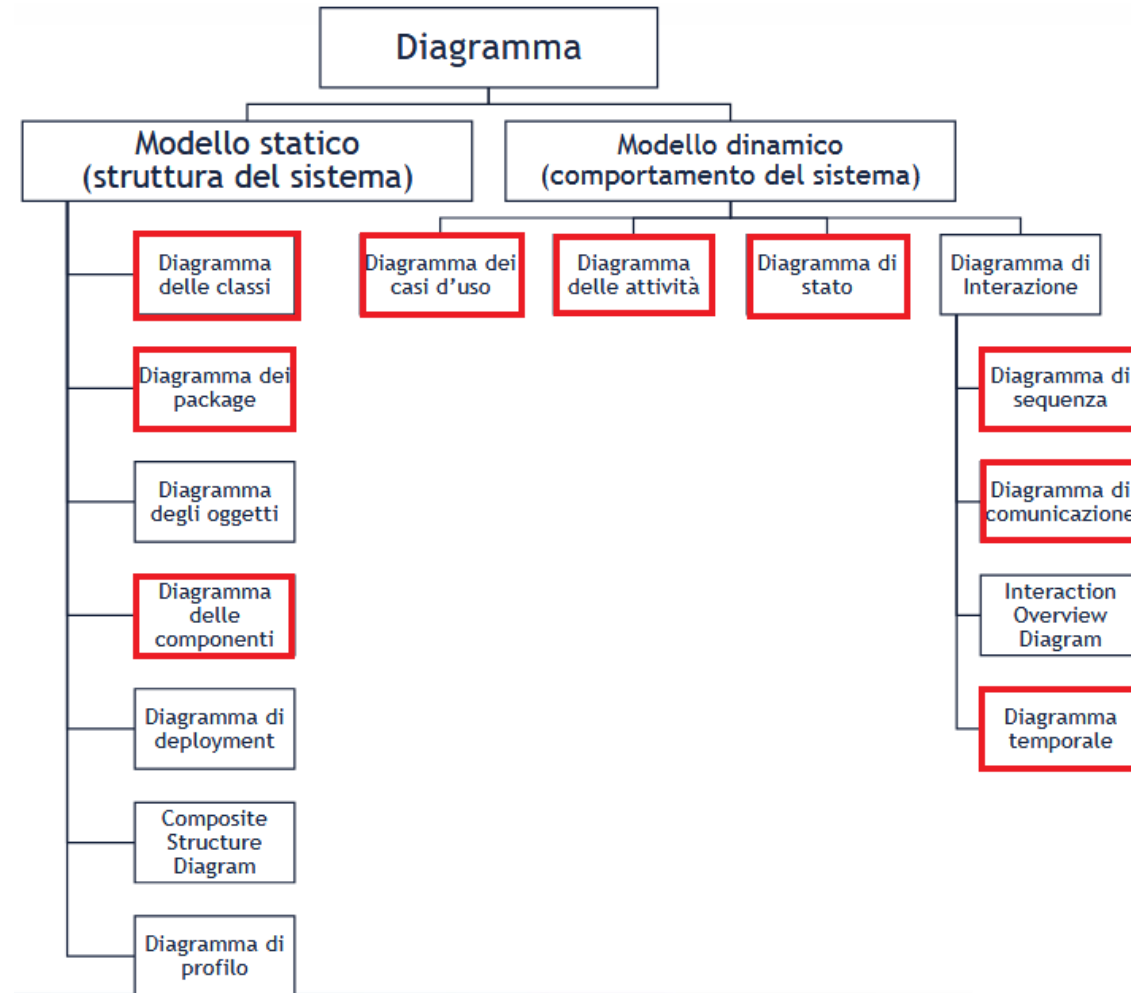 Diagramma
Modello statico
(struttura del sistema)
Modello dinamico
(comportamento del sistema)
Diagramma
delle classi
Diagramma dei
casi d'uso
Diagramma
delle attività
Diagramma di
stato
Diagramma di
Interazione
Diagramma dei
package
Diagramma di
sequenza
Diagramma
degli oggetti
Diagramma di
comunicazione
Diagramma
delle
componenti
Interaction
Overview
Diagram
Diagramma di
deployment
Diagramma
temporale
Composite
Structure
Diagram
Diagramma di
profilo